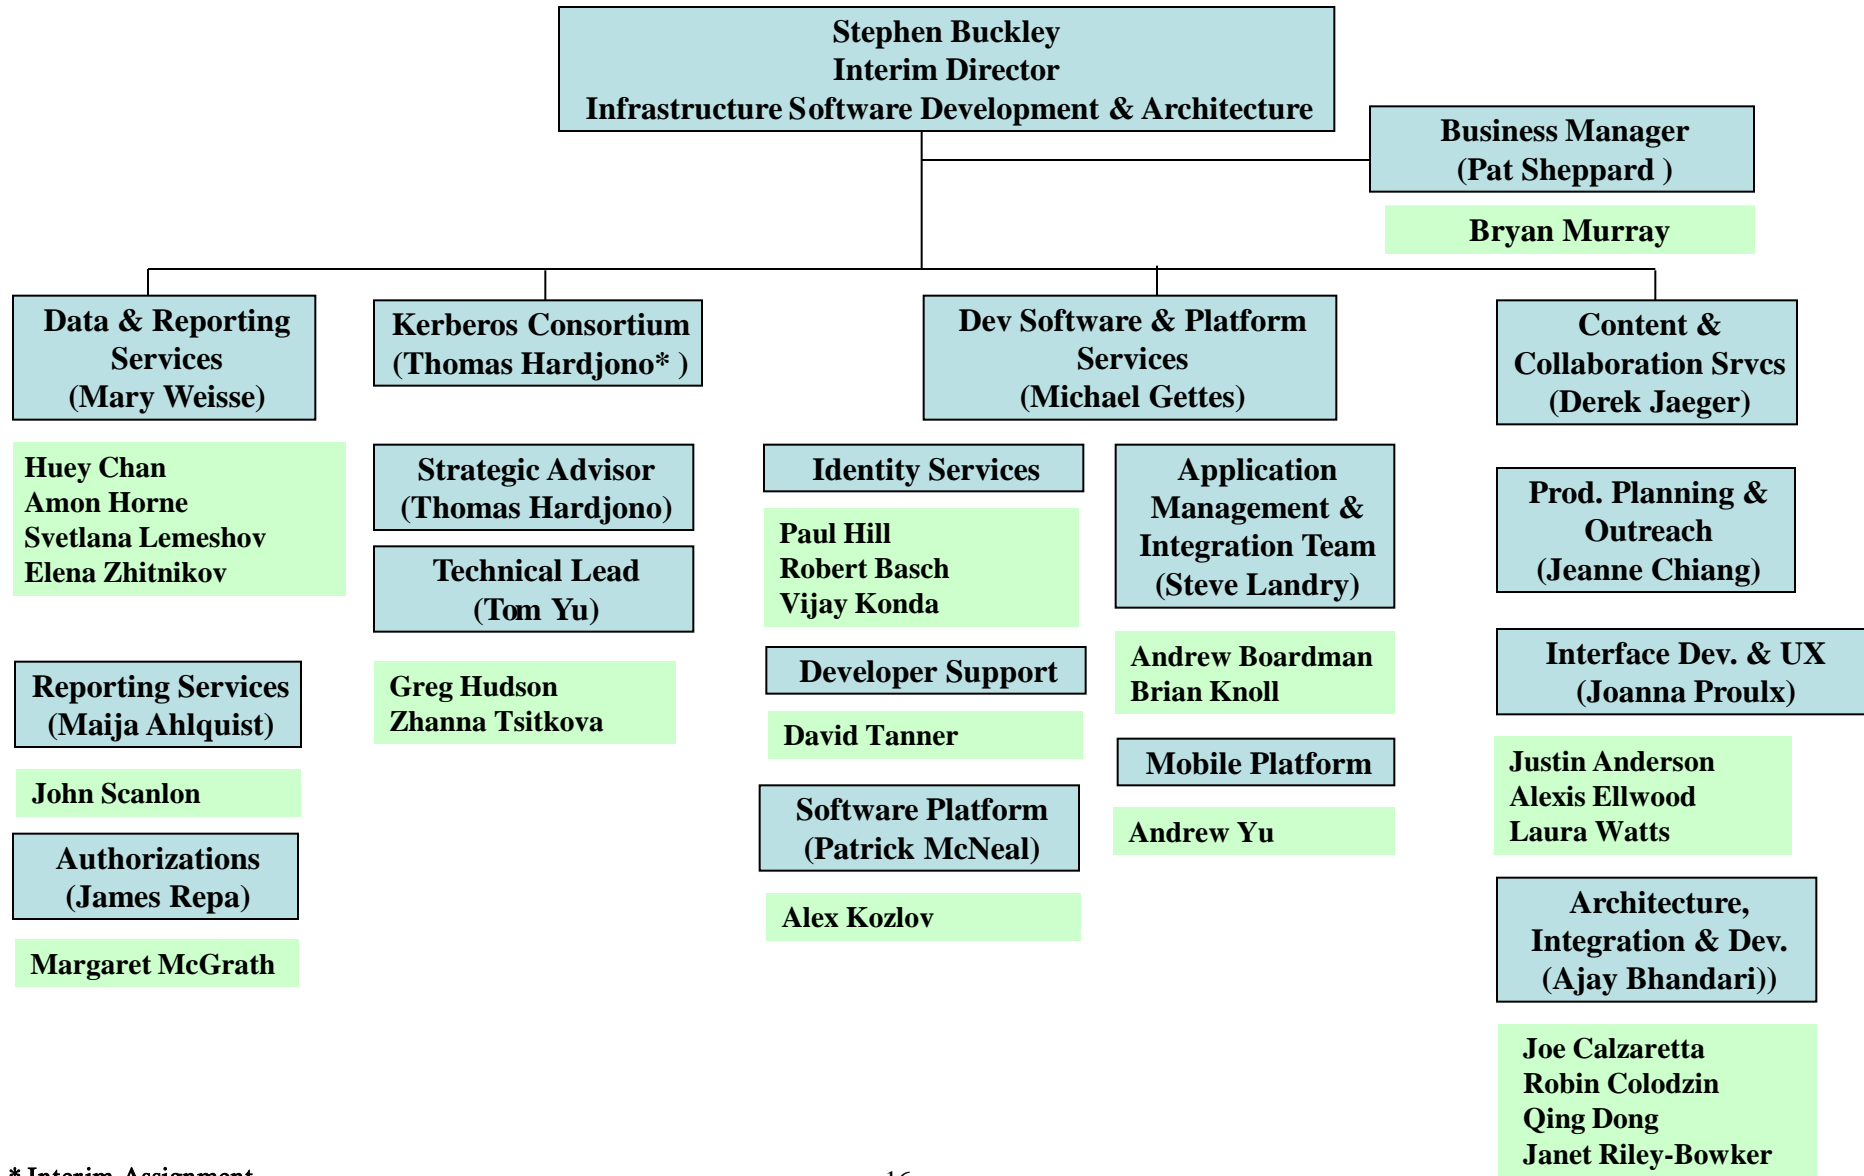 Stephen Buckley
Interim Director
Infrastructure Software Development & Architecture
Business Manager
(Pat Sheppard )
Bryan Murray
Data & Reporting
Services
(Mary Weisse)
Huey Chan
Amon Horne
Svetlana Lemeshov
Elena Zhitnikov
Reporting Services
(Maija Ahlquist)
John Scanlon
Authorizations
(James Repa)
Margaret McGrath
Kerberos Consortium
(Thomas Hardjono* )
Strategic Advisor
(Thomas Hardjono)
Technical Lead
(Tom Yu)
Greg Hudson
Zhanna Tsitkova
Dev Software & Platform
Services
(Michael Gettes)
Identity Services
Paul Hill
Robert Basch
Vijay Konda
Developer Support
David Tanner
Software Platform
(Patrick McNeal)
Alex Kozlov
Application
Management &
Integration Team
(Steve Landry)
Andrew Boardman
Brian Knoll
Mobile Platform
Andrew Yu
Content &
Collaboration Srvcs
(Derek Jaeger)
Prod. Planning &
Outreach
(Jeanne Chiang)
Interface Dev. & UX
(Joanna Proulx)
Justin Anderson
Alexis Ellwood
Laura Watts
Architecture,
Integration & Dev.
(Ajay Bhandari))
Joe Calzaretta
Robin Colodzin
Qing Dong
Janet Riley-Bowker
* Interim Assignment
16